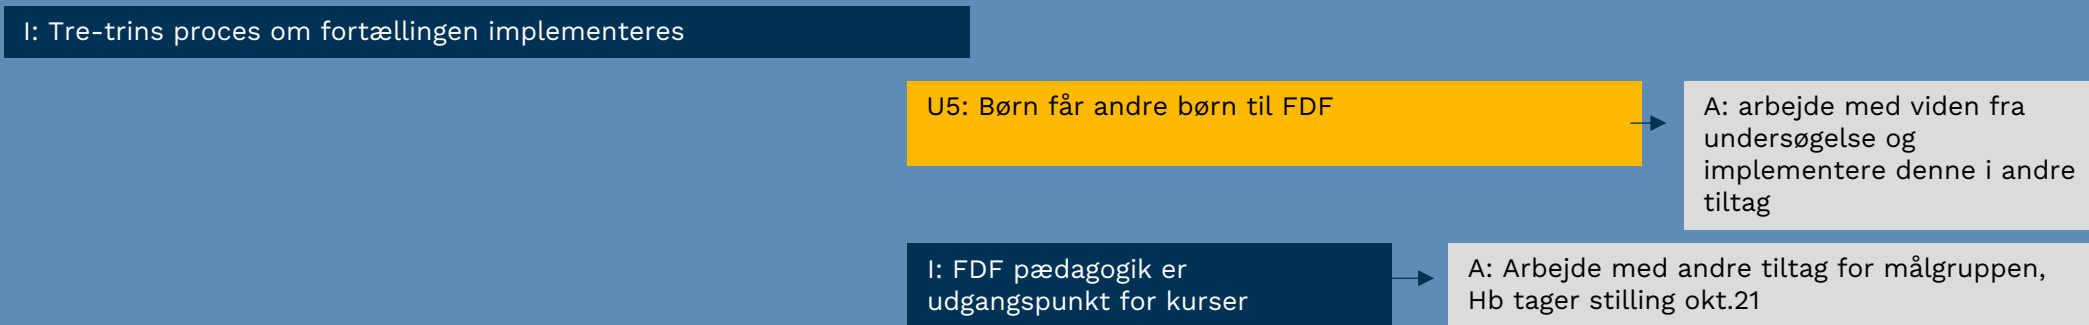 I: Tre-trins proces om fortællingen implementeres
U5: Børn får andre børn til FDF
A: arbejde med viden fra
undersøgelse og
implementere denne i andre
tiltag
I: FDF pædagogik er
udgangspunkt for kurser
A: Arbejde med andre tiltag for målgruppen,
Hb tager stilling okt.21